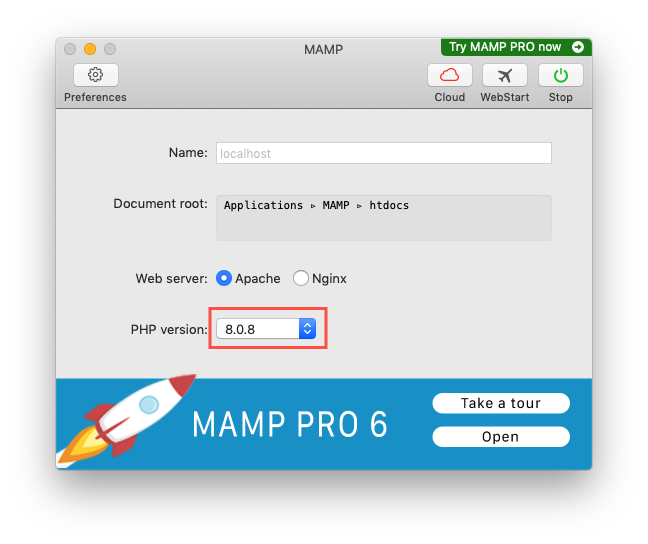 MAMP
Try MAMP PRO now
Preferences
Cloud WebStart Stop
Name: localhost
Document root: Applications ▹ MAMP ▹ htdocs
Web server: Apache Nginx
PHP version: 8.0.8
MAMP PRO 6
Take a tour
Open